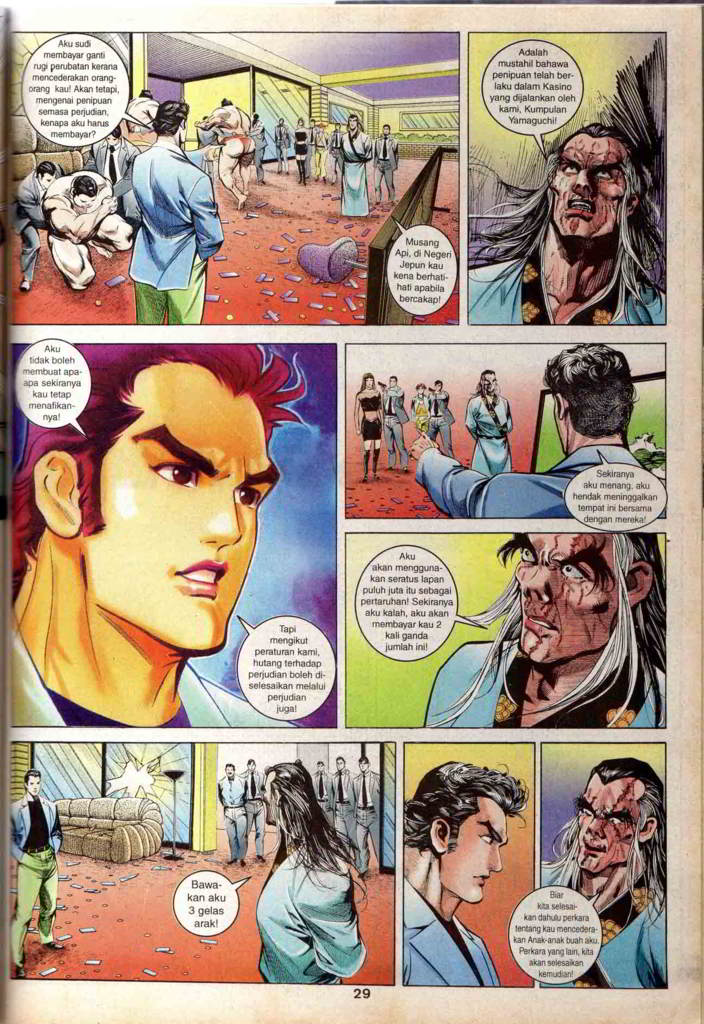 Aku sudi
membayar ganti
rugi perubatan kerana
mencederakan orang-
orang kau! Akan tetapi,
mengenai penipuan
semasa perjudian,
kenapa aku harus
membayar?
Musang
Api, di Negeri
Jepun kau
kena berhati-
hati apabila
bercakap!
Adalah
mustahil bahawa
penipuan telah ber-
laku dalam Kasino
yang dijalankan oleh
kami, Kumpulan
Yamaguchi!
Aku
tidak boleh
membuat apa-
apa sekiranya
kau tetap
menafikan-
nya!
Tapi
mengikut
peraturan kami,
hutang terhadap
perjudian boleh di-
selesaikan melalui
perjudian
juga!
Sekiranya
aku menang, aku
hendak meninggalkan
tempat ini bersama
dengan mereka!
Aku
akan mengguna-
kan seratus lapan
puluh juta itu sebagai
pertaruhan! Sekiranya
aku kalah, aku akan
membayar kau 2
kali ganda
jumlah ini!
Bawa-
kan aku
3 gelas
arak!
Biar
kita selesai-
kan dahulu perkara
tentang kau mencedera-
kan Anak-anak buah aku.
Perkara yang lain, kita
akan selesaikan
kemudian!
29